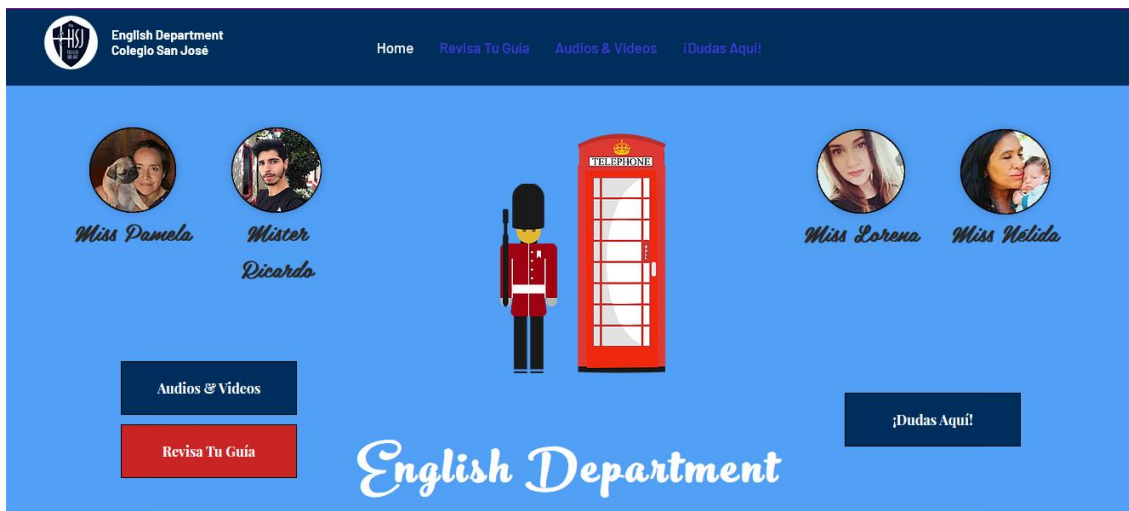 HSJ
English Department
Colegio San José
Home
Revisa Tu Guía
Audios & Videos
¡Dudas Aquí!
TELEPHONE
Miss Pamela
Mister
Ricardo
Miss Lorena
Miss Nélida
Audios & Videos
Revisa Tu Guía
¡Dudas Aquí!
English Department